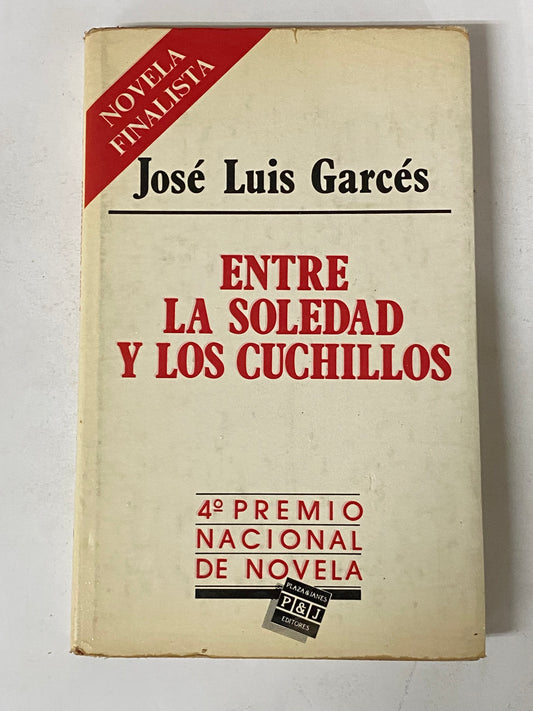 NOVELA
FINALISTA
José Luis Garcés
ENTRE
LA SOLEDAD
Y LOS CUCHILLOS
4º PREMIO
NACIONAL
DE NOVELA
PLAZA & JANES
P&J
EDITORES